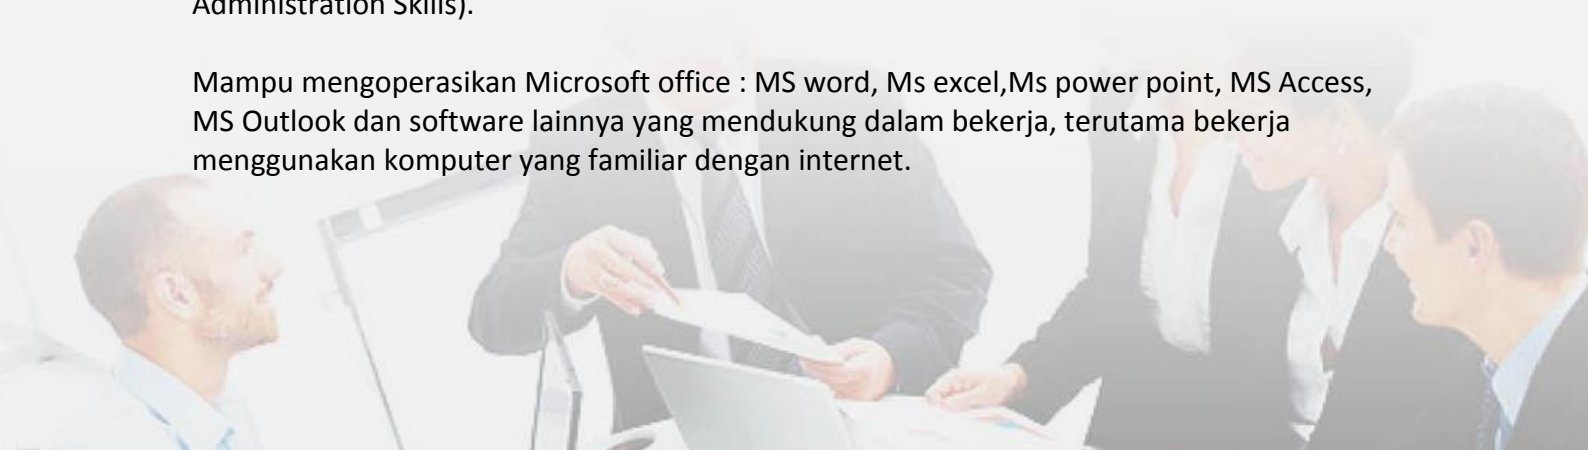 Administration Skills).
Mampu mengoperasikan Microsoft office : MS word, Ms excel,Ms power point, MS Access,
MS Outlook dan software lainnya yang mendukung dalam bekerja, terutama bekerja
menggunakan komputer yang familiar dengan internet.